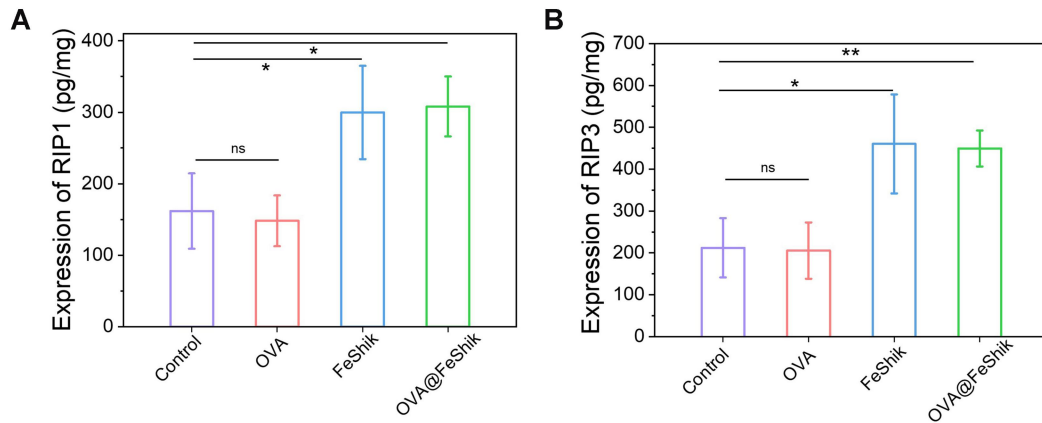 A
Expression of RIP1 (pg/mg)
400
300
200
100
0
*
*
ns
Control
OVA
FeShik
OVA@FeShik
B
Expression of RIP3 (pg/mg)
700
600
500
400
300
200
100
0
**
*
ns
Control
OVA
FeShik
OVA@FeShik